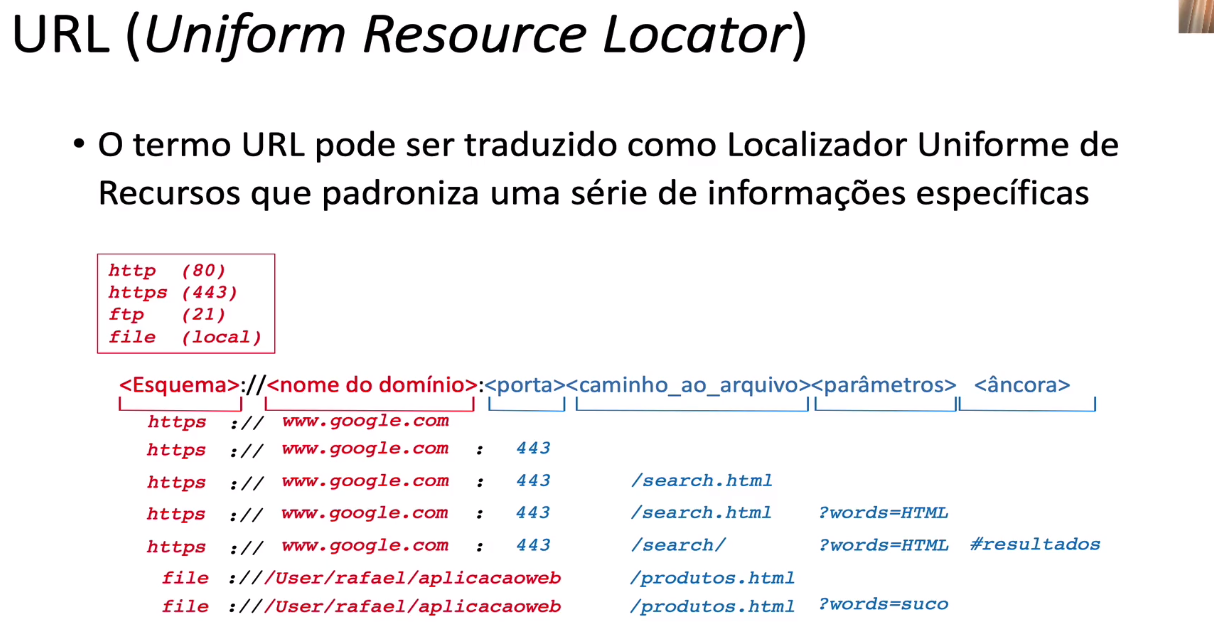 URL (Uniform Resource Locator)
• O termo URL pode ser traduzido como Localizador Uniforme de
Recursos que padroniza uma série de informações específicas
http (80)
https (443)
ftp (21)
file (local)
<Esquema>://<nome do domínio>:<porta><caminho_ao_arquivo><parâmetros> <âncora>
https :// www.google.com
https :// www.google.com : 443
https :// www.google.com : 443 /search.html
https :// www.google.com : 443 /search.html ?words=HTML
https :// www.google.com : 443 /search/ ?words=HTML #resultados
file :///User/rafael/aplicacaoweb /produtos.html
file :///User/rafael/aplicacaoweb /produtos.html ?words=suco